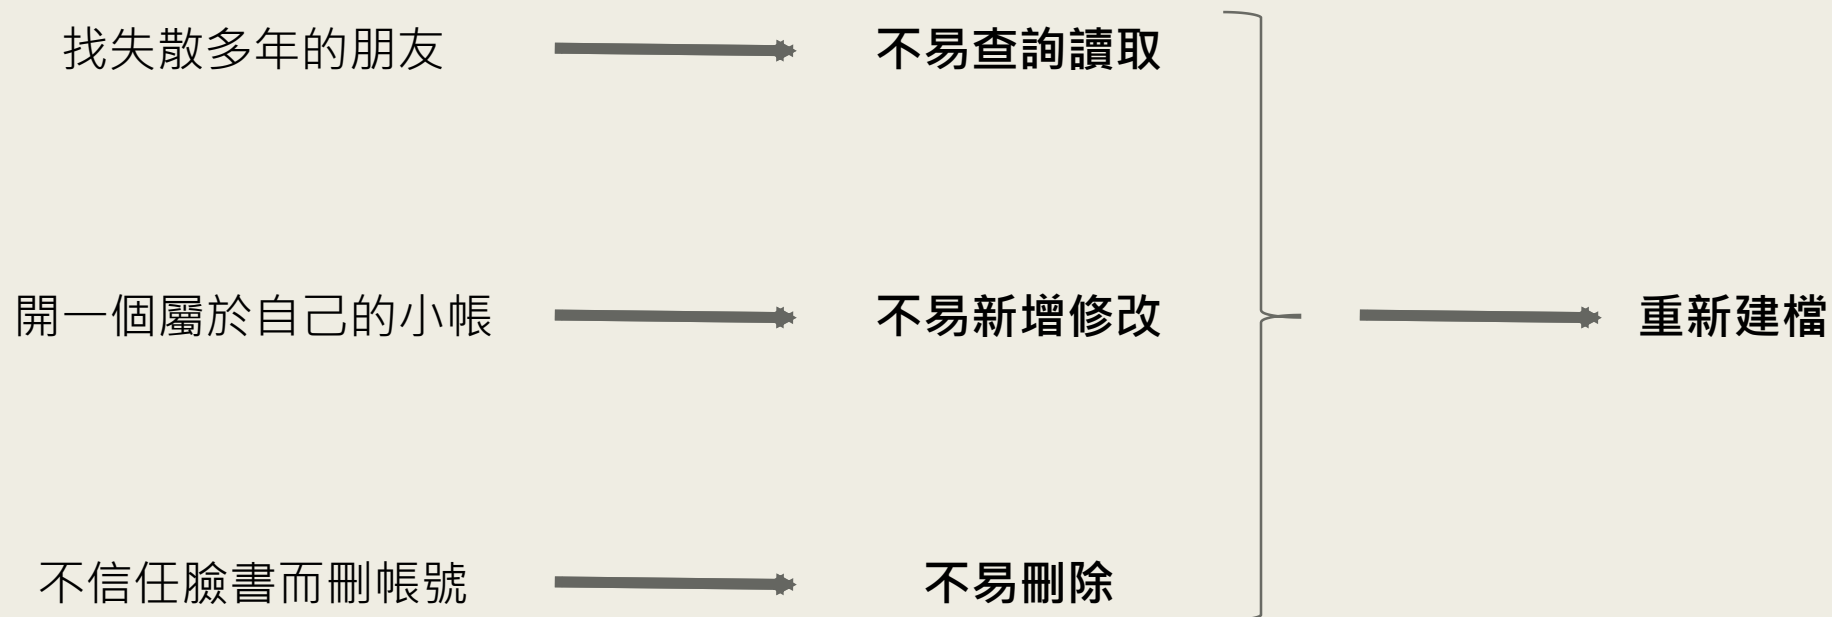 找失散多年的朋友 不易查詢讀取
開一個屬於自己的小帳 不易新增修改 重新建檔
不信任臉書而刪帳號 不易刪除